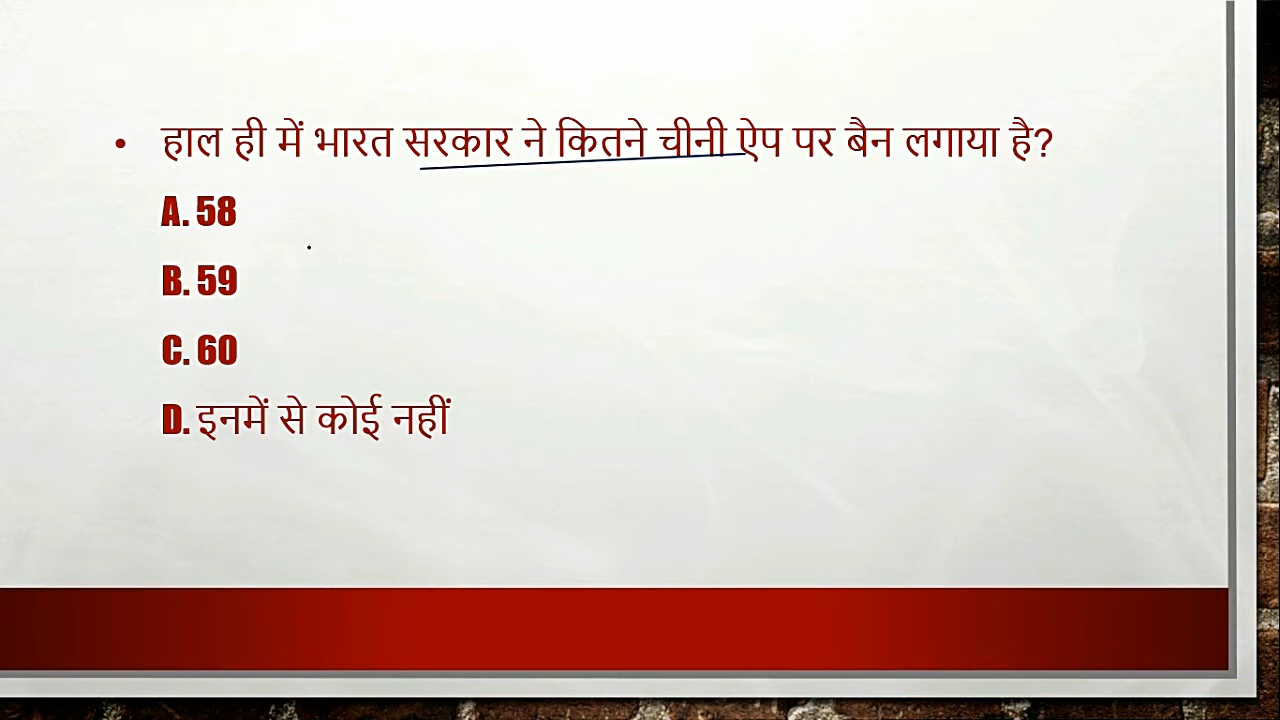 • हाल ही में भारत सरकार ने कितने चीनी ऐप पर बैन लगाया है?
A. 58
B. 59
C. 60
D. इनमें से कोई नहीं